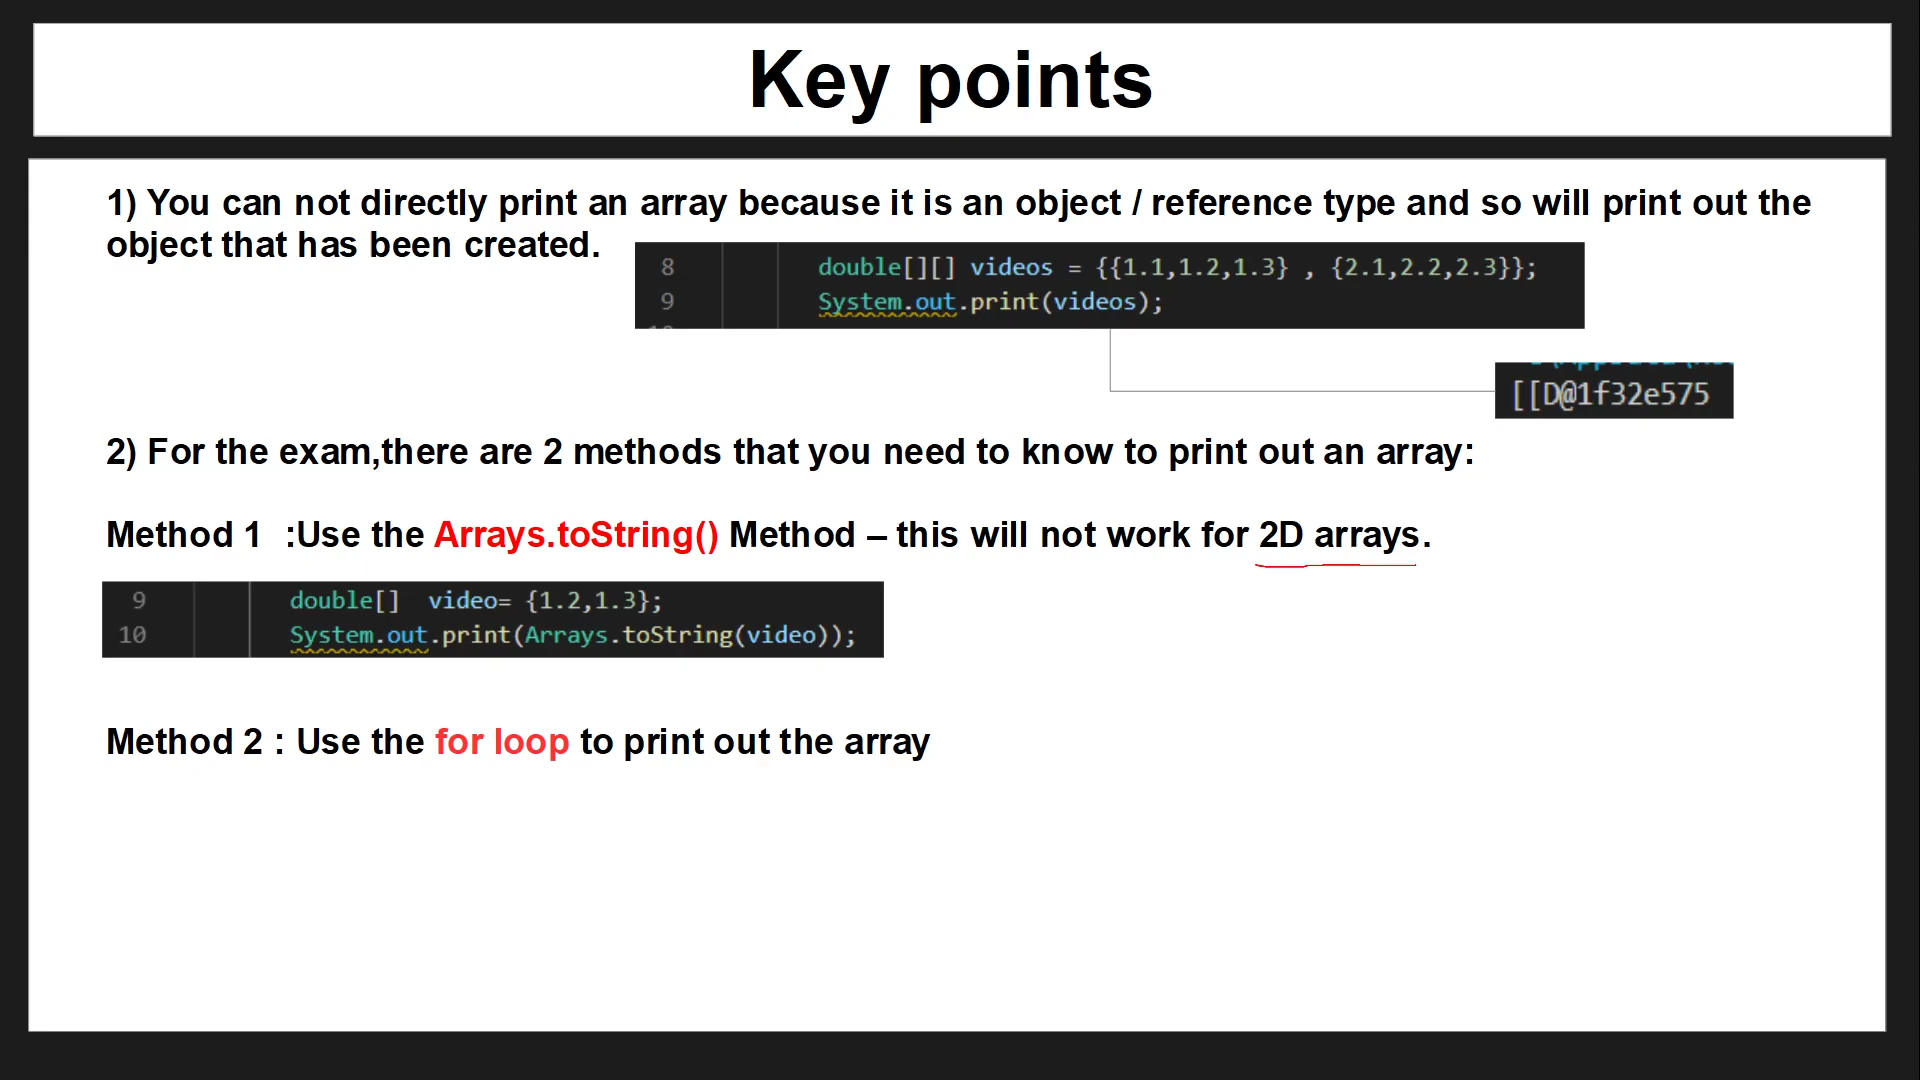 Key points
1) You can not directly print an array because it is an object / reference type and so will print out the
object that has been created.
8 double[][] videos = {{1.1,1.2,1.3} , {2.1,2.2,2.3}};
9 System.out.print(videos);
[[D@1f32e575
2) For the exam,there are 2 methods that you need to know to print out an array:
Method 1  :Use the Arrays.toString() Method – this will not work for 2D arrays.
9 double[]  video= {1.2,1.3};
10 System.out.print(Arrays.toString(video));
Method 2 : Use the for loop to print out the array